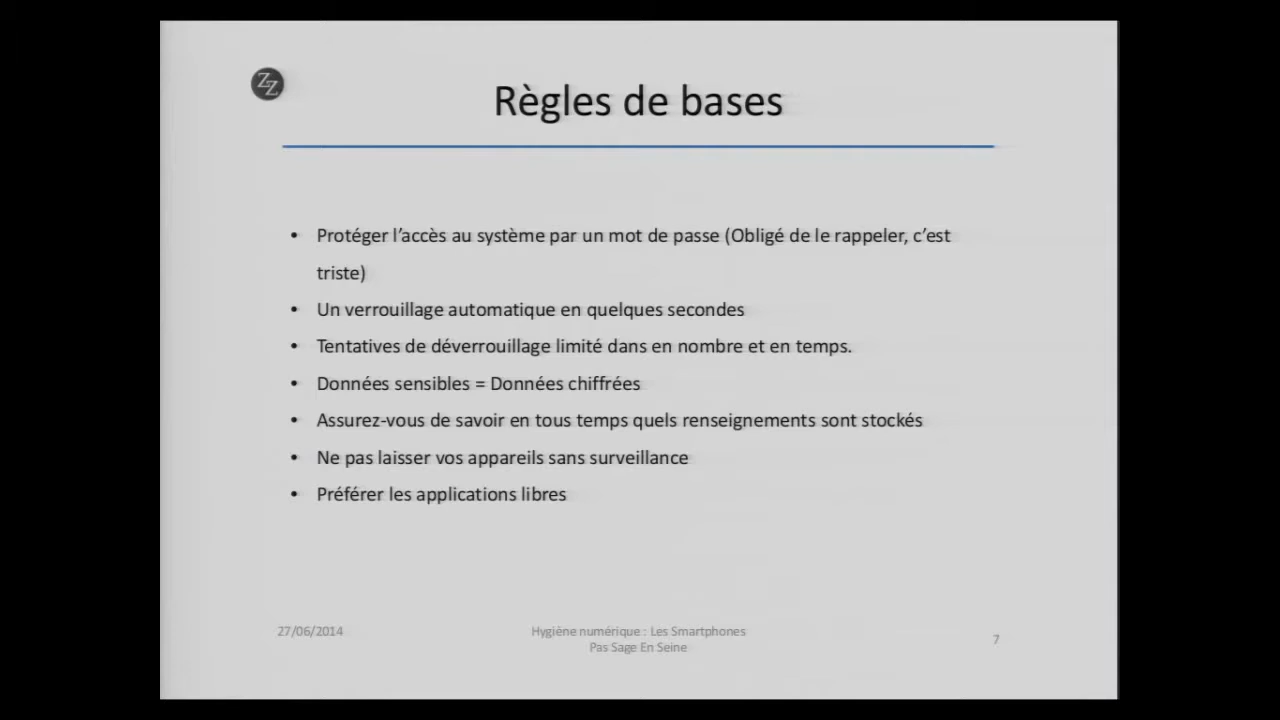 ZZ
Règles de bases
• Protéger l’accès au système par un mot de passe (Obligé de le rappeler, c’est
triste)
• Un verrouillage automatique en quelques secondes
• Tentatives de déverrouillage limité dans en nombre et en temps.
• Données sensibles = Données chiffrées
• Assurez-vous de savoir en tous temps quels renseignements sont stockés
• Ne pas laisser vos appareils sans surveillance
• Préférer les applications libres
27/06/2014
Hygiène numérique : Les Smartphones
Pas Sage En Seine
7